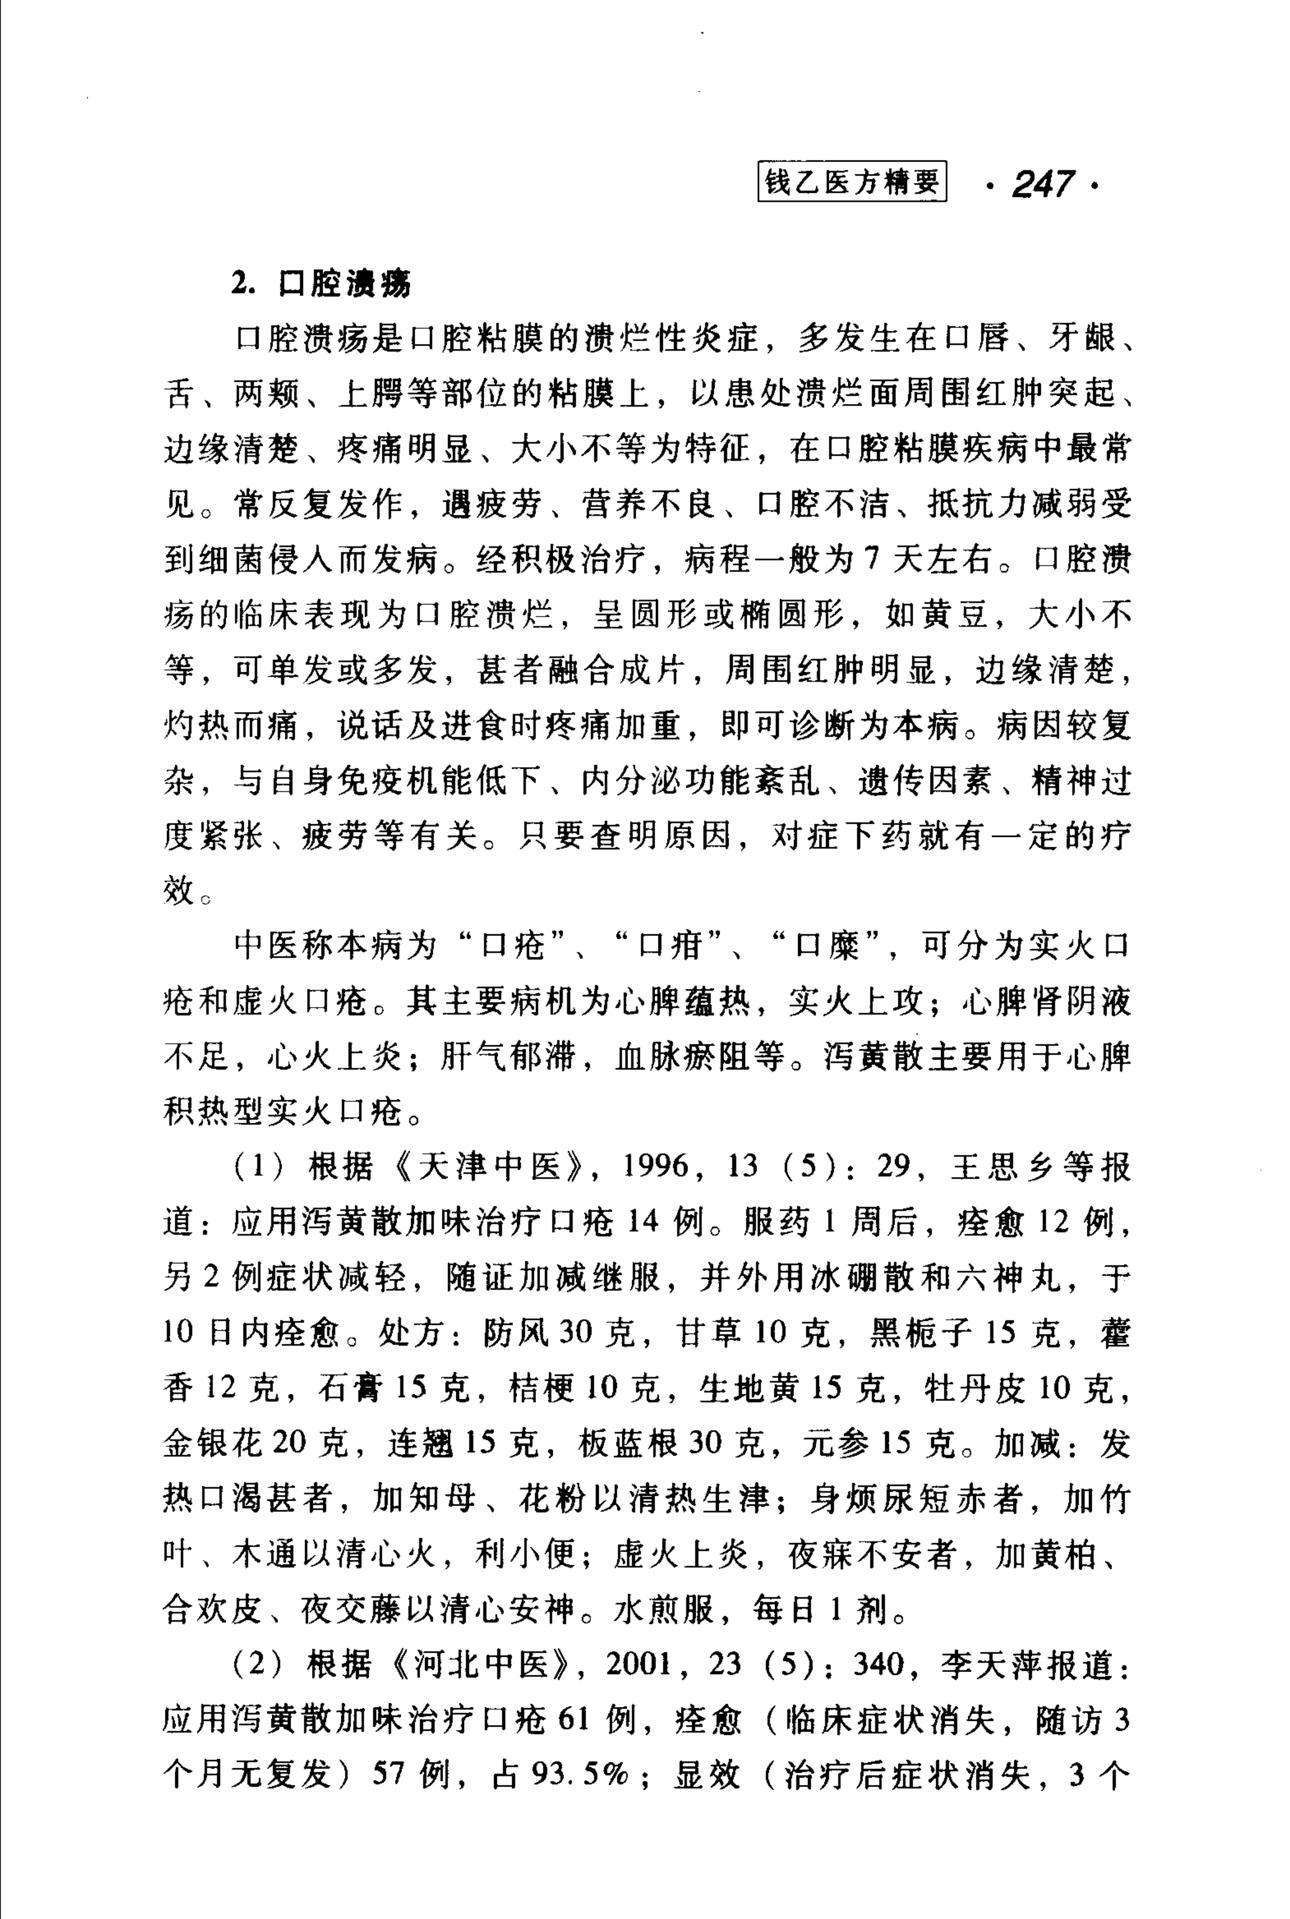 钱乙医方精要 ·247·
2. 口腔溃疡
口腔溃疡是口腔粘膜的溃烂性炎症，多发生在口唇、牙龈、
舌、两颊、上腭等部位的粘膜上，以患处溃烂面周围红肿突起、
边缘清楚、疼痛明显、大小不等为特征，在口腔粘膜疾病中最常
见。常反复发作，遇疲劳、营养不良、口腔不洁、抵抗力减弱受
到细菌侵入而发病。经积极治疗，病程一般为 7 天左右。口腔溃
疡的临床表现为口腔溃烂，呈圆形或椭圆形，如黄豆，大小不
等，可单发或多发，甚者融合成片，周围红肿明显，边缘清楚，
灼热而痛，说话及进食时疼痛加重，即可诊断为本病。病因较复
杂，与自身免疫机能低下、内分泌功能紊乱、遗传因素、精神过
度紧张、疲劳等有关。只要查明原因，对症下药就有一定的疗
效。
中医称本病为“口疮”、“口疳”、“口糜”，可分为实火口
疮和虚火口疮。其主要病机为心脾蕴热，实火上攻；心脾肾阴液
不足，心火上炎；肝气郁滞，血脉瘀阻等。泻黄散主要用于心脾
积热型实火口疮。
（1）根据《天津中医》，1996，13（5）：29，王思乡等报
道：应用泻黄散加味治疗口疮 14 例。服药 1 周后，痊愈 12 例，
另 2 例症状减轻，随证加减继服，并外用冰硼散和六神丸，于
10 日内痊愈。处方：防风 30 克，甘草 10 克，黑栀子 15 克，藿
香 12 克，石膏 15 克，桔梗 10 克，生地黄 15 克，牡丹皮 10 克，
金银花 20 克，连翘 15 克，板蓝根 30 克，元参 15 克。加减：发
热口渴甚者，加知母、花粉以清热生津；身烦尿短赤者，加竹
叶、木通以清心火，利小便；虚火上炎，夜寐不安者，加黄柏、
合欢皮、夜交藤以清心安神。水煎服，每日 1 剂。
（2）根据《河北中医》，2001，23（5）：340，李天萍报道：
应用泻黄散加味治疗口疮 61 例，痊愈（临床症状消失，随访 3
个月无复发）57 例，占 93.5%；显效（治疗后症状消失，3 个